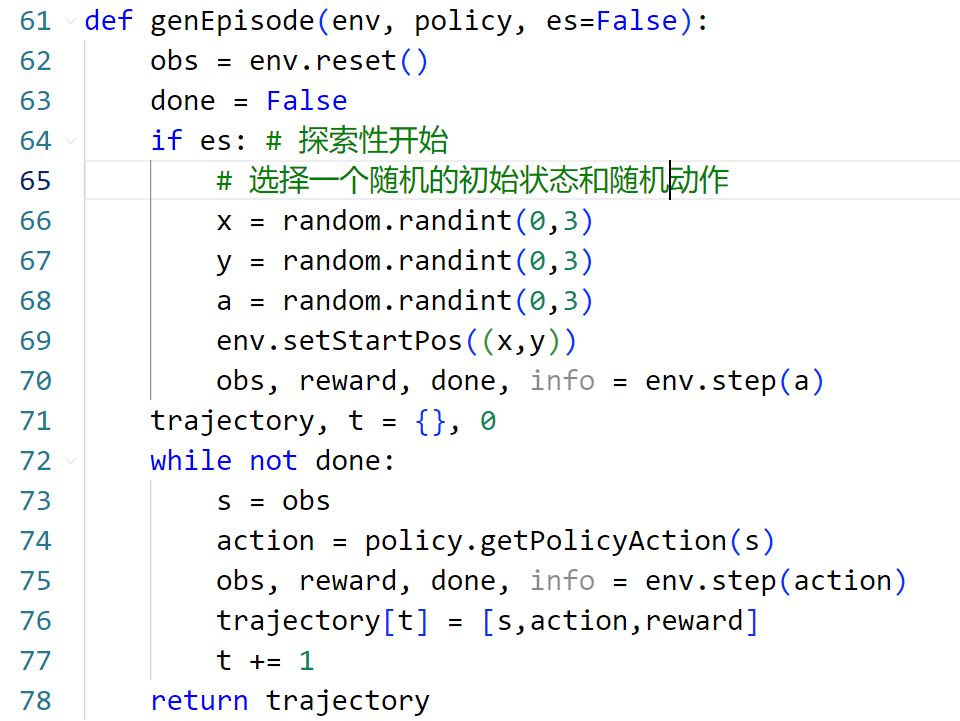 61 def genEpisode(env, policy, es=False):
62     obs = env.reset()
63     done = False
64     if es: # 探索性开始
65         # 选择一个随机的初始状态和随机动作
66         x = random.randint(0,3)
67         y = random.randint(0,3)
68         a = random.randint(0,3)
69         env.setStartPos((x,y))
70         obs, reward, done, info = env.step(a)
71     trajectory, t = {}, 0
72     while not done:
73         s = obs
74         action = policy.getPolicyAction(s)
75         obs, reward, done, info = env.step(action)
76         trajectory[t] = [s,action,reward]
77         t += 1
78     return trajectory